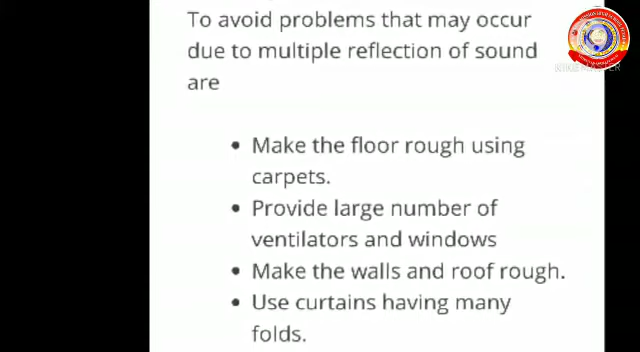 To avoid problems that may occur
due to multiple reflection of sound
are
• Make the floor rough using
carpets.
• Provide large number of
ventilators and windows
• Make the walls and roof rough.
• Use curtains having many
folds.